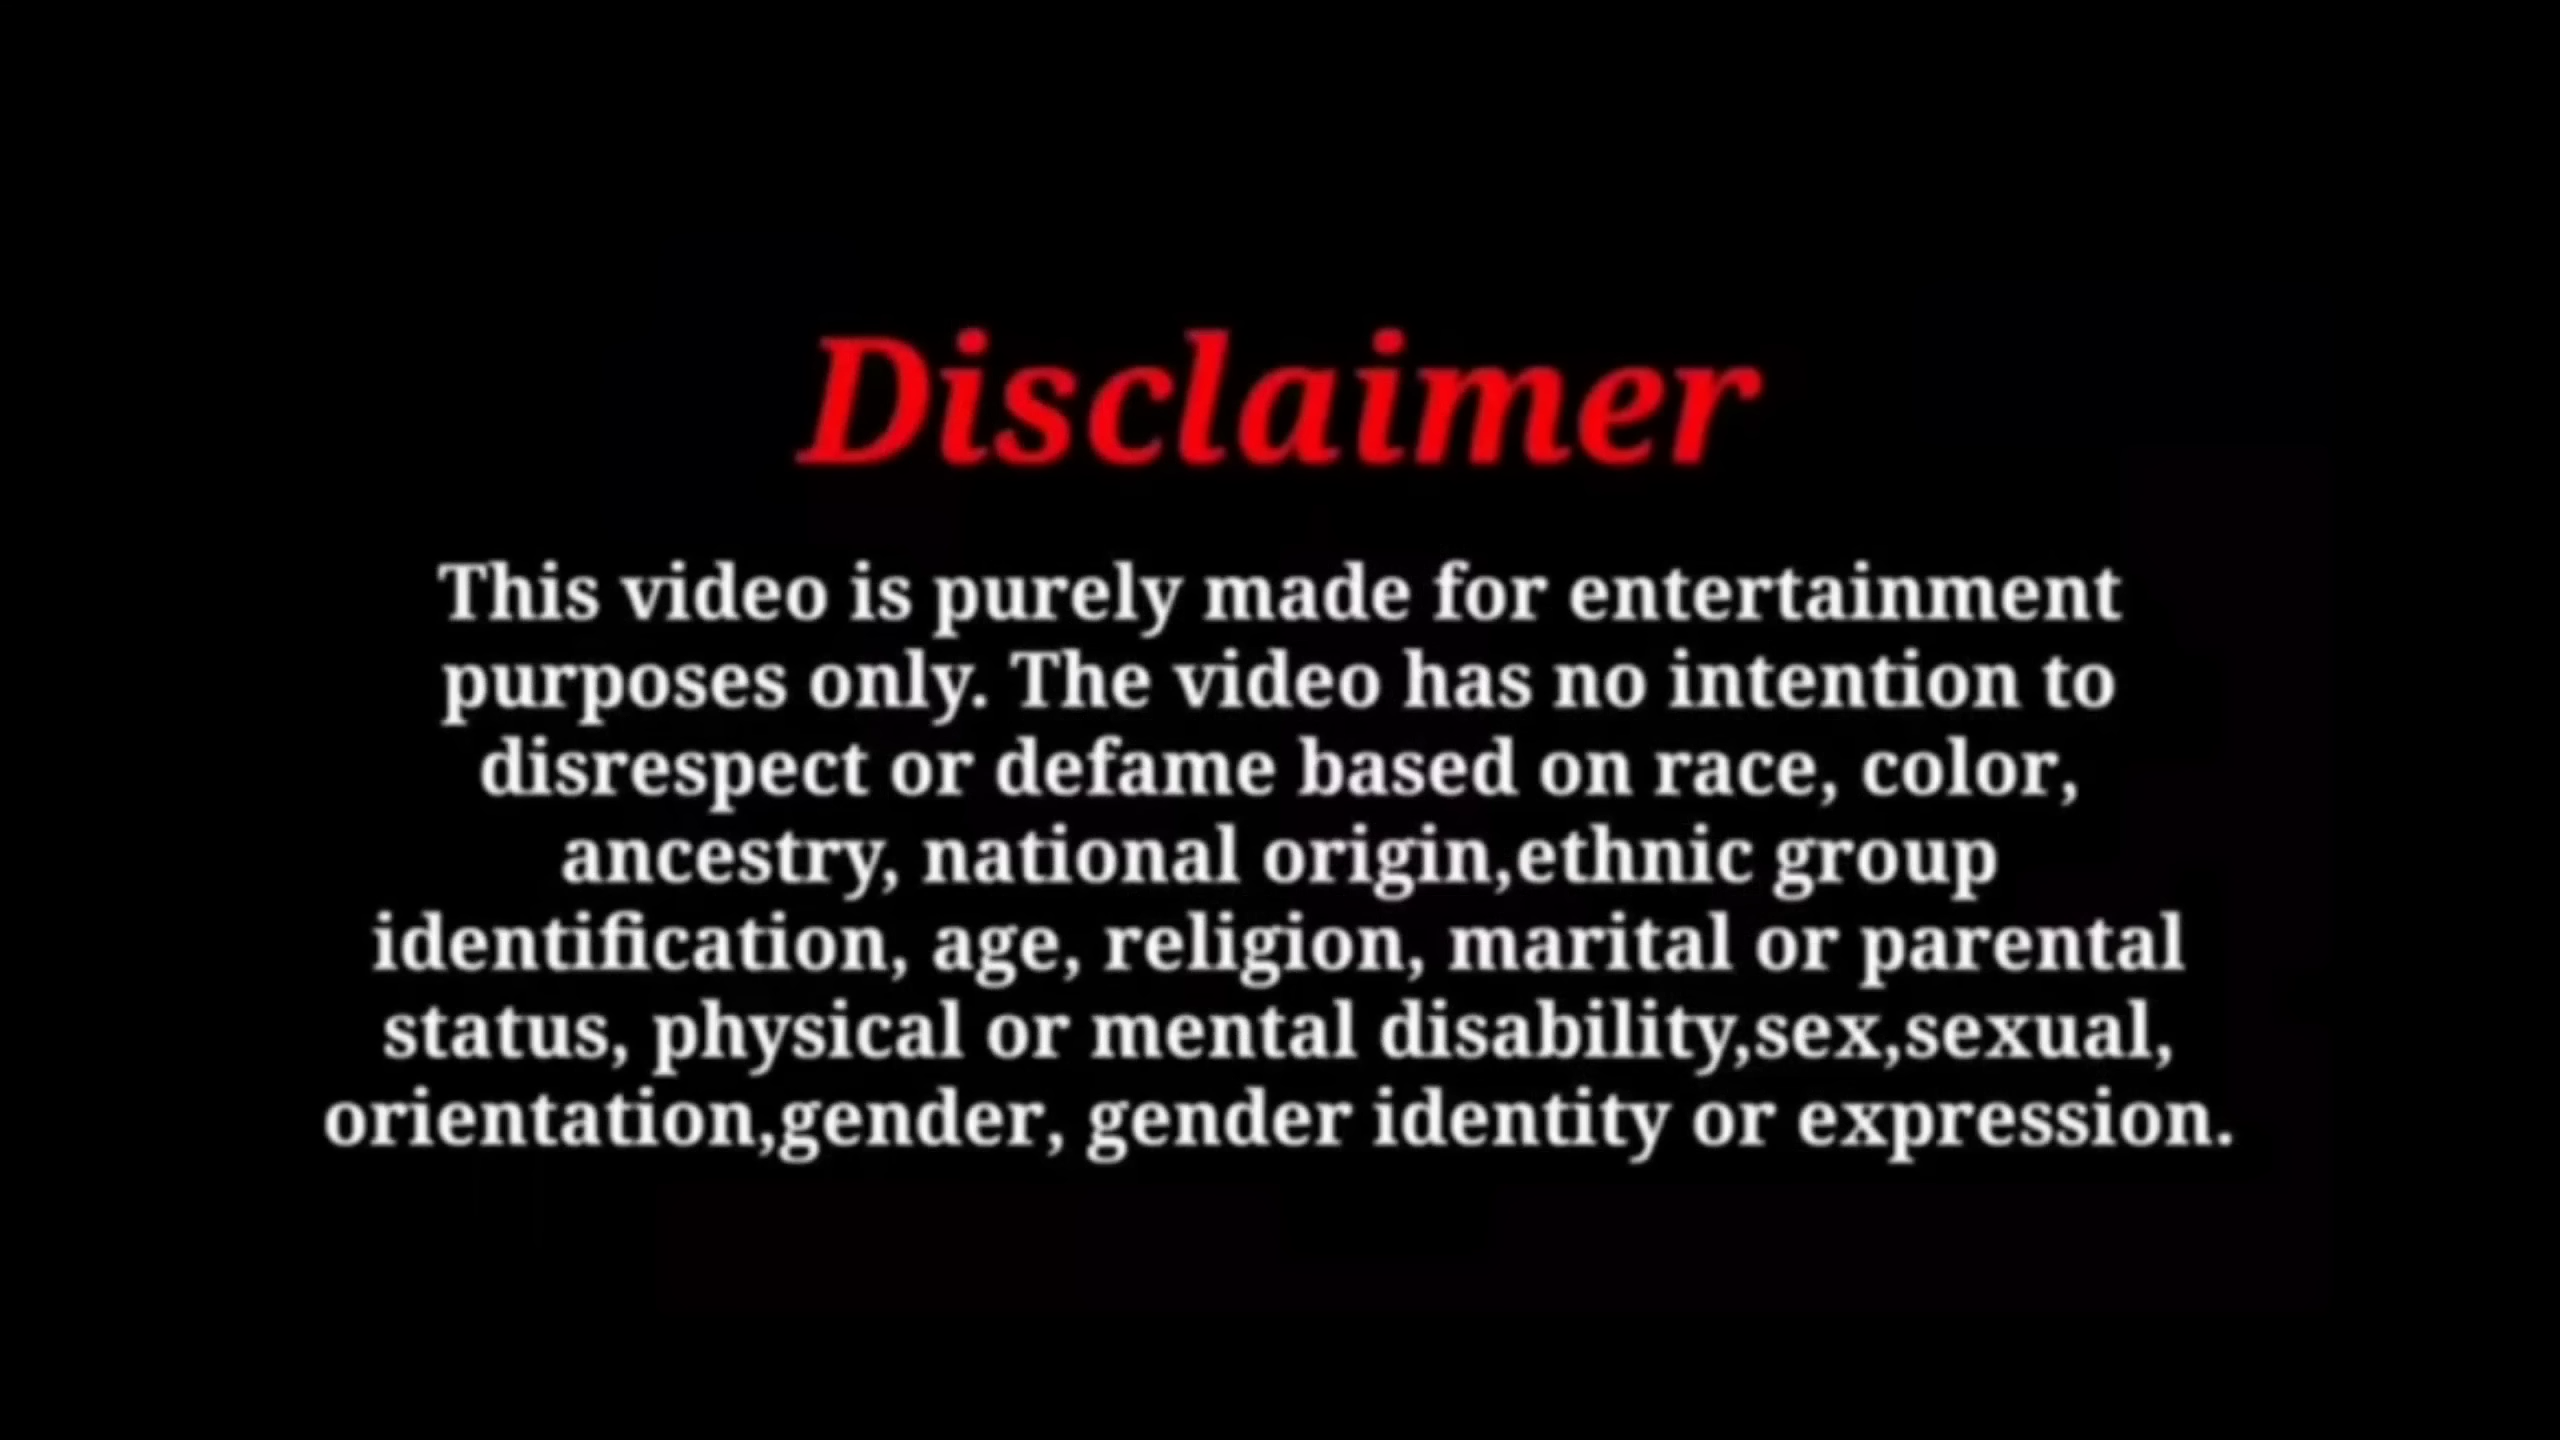 Disclaimer
This video is purely made for entertainment
purposes only. The video has no intention to
disrespect or defame based on race, color,
ancestry, national origin,ethnic group
identification, age, religion, marital or parental
status, physical or mental disability,sex,sexual,
orientation,gender, gender identity or expression.